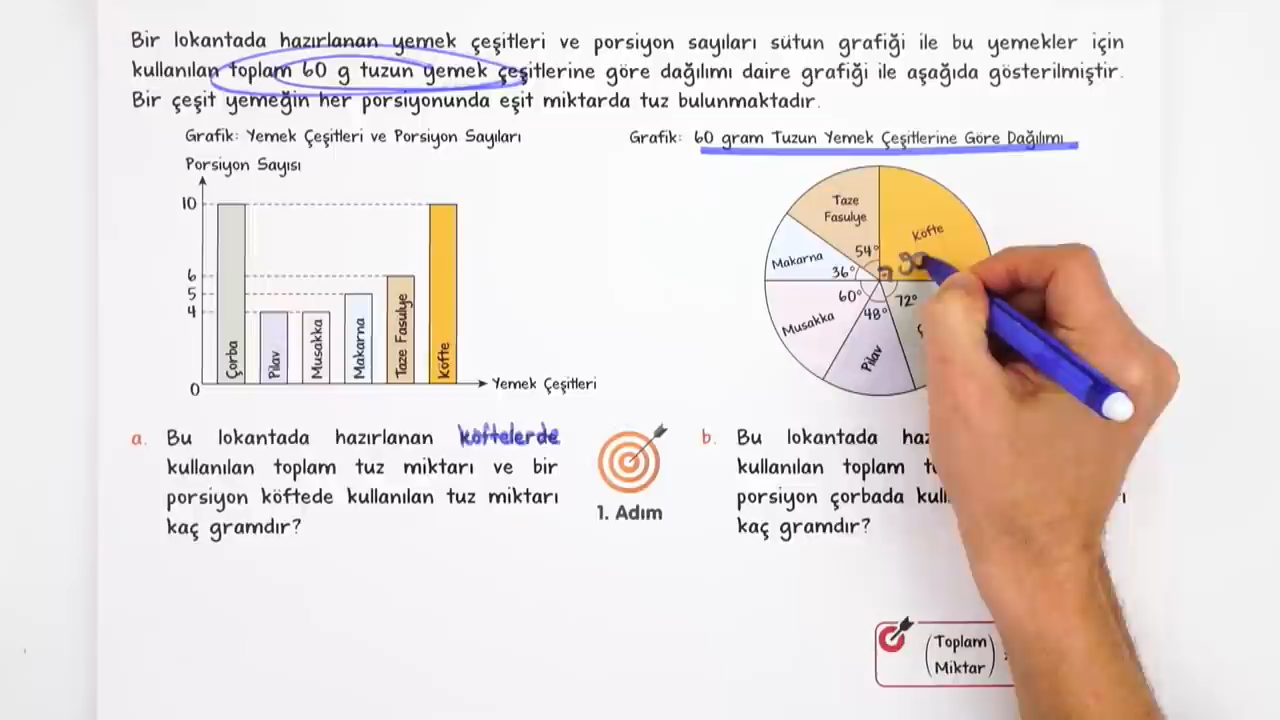 Bir lokantada hazırlanan yemek çeşitleri ve porsiyon sayıları sütun grafiği ile bu yemekler için
kullanılan toplam 60 g tuzun yemek çeşitlerine göre dağılımı daire grafiği ile aşağıda gösterilmiştir.
Bir çeşit yemeğin her porsiyonunda eşit miktarda tuz bulunmaktadır.
Grafik: Yemek Çeşitleri ve Porsiyon Sayıları
Porsiyon Sayısı
10
6
5
4
0
Çorba
Pilav
Musakka
Makarna
Taze Fasulye
Köfte
Yemek Çeşitleri
Grafik: 60 gram Tuzun Yemek Çeşitlerine Göre Dağılımı
Taze
Fasulye
Köfte
54°
Makarna
36°
60°
72°
48°
Musakka
Pilav
a. Bu lokantada hazırlanan köftelerde
kullanılan toplam tuz miktarı ve bir
porsiyon köftede kullanılan tuz miktarı
kaç gramdır?
1. Adım
b. Bu lokantada
kullanılan toplam
porsiyon çorbada
kaç gramdır?
Toplam
Miktar